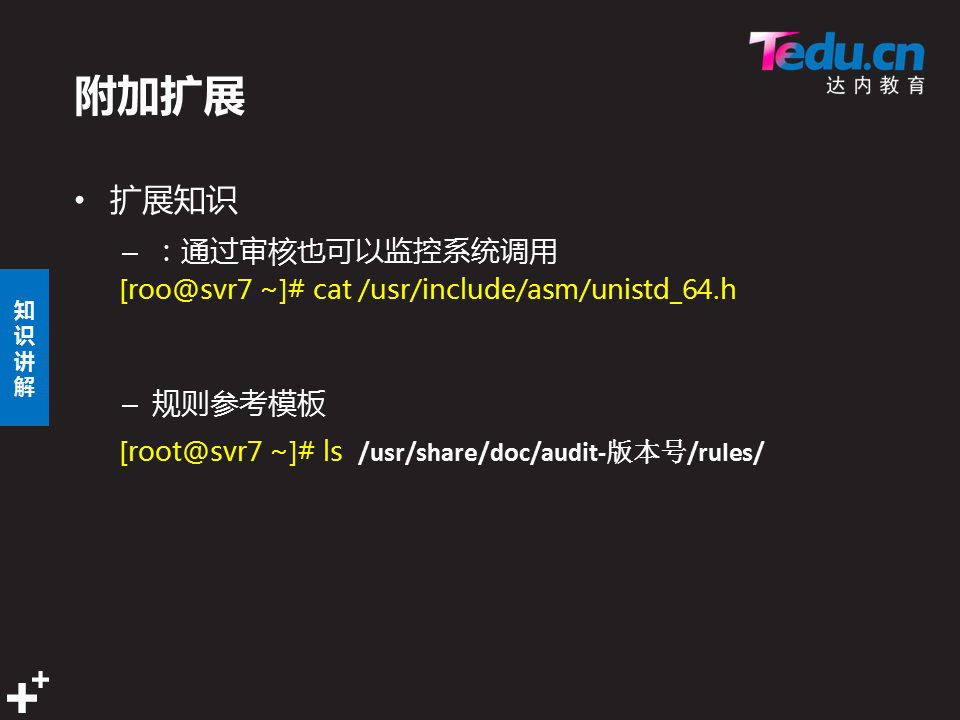 Tedu.cn
达内教育
附加扩展
• 扩展知识
– ：通过审核也可以监控系统调用
[roo@svr7 ~]# cat /usr/include/asm/unistd_64.h
知识讲解
– 规则参考模板
[root@svr7 ~]# ls /usr/share/doc/audit-版本号/rules/